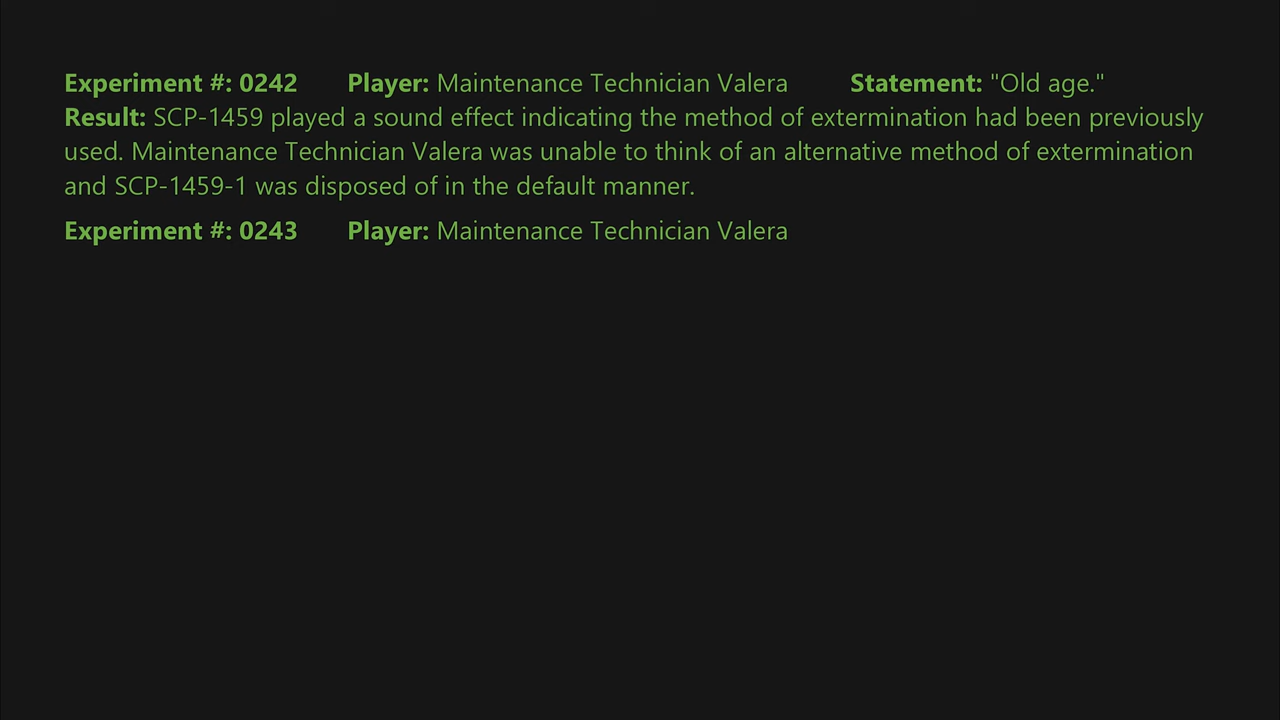 Experiment #: 0242 Player: Maintenance Technician Valera Statement: "Old age."
Result: SCP-1459 played a sound effect indicating the method of extermination had been previously
used. Maintenance Technician Valera was unable to think of an alternative method of extermination
and SCP-1459-1 was disposed of in the default manner.
Experiment #: 0243 Player: Maintenance Technician Valera